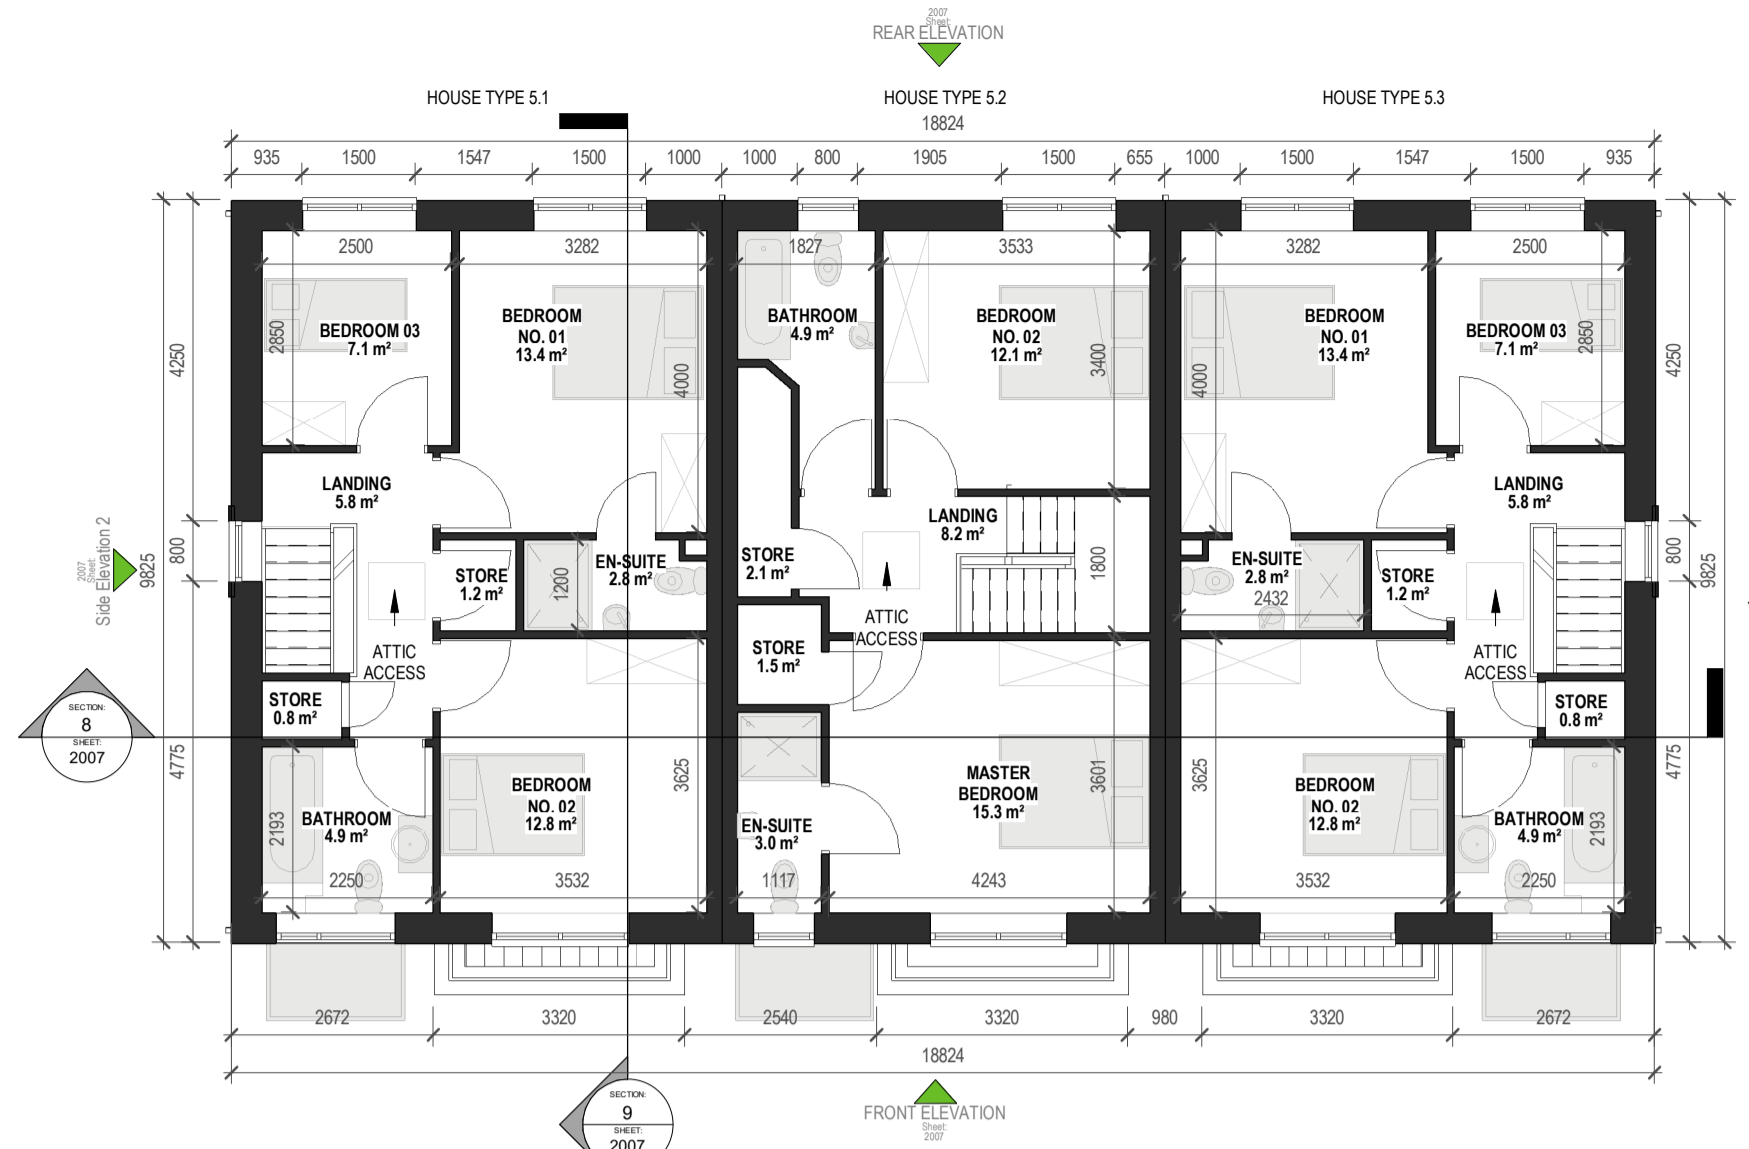 2007
Sheet:
REAR ELEVATION
HOUSE TYPE 5.1
HOUSE TYPE 5.2
HOUSE TYPE 5.3
18824
935
1500
1547
1500
1000
1000
800
1905
1500
655
1000
1500
1547
1500
935
2500
3282
1827
3533
3282
2500
BEDROOM 03
7.1 m²
2850
BEDROOM
NO. 01
13.4 m²
4000
BATHROOM
4.9 m²
BEDROOM
NO. 02
12.1 m²
3400
BEDROOM
NO. 01
13.4 m²
4000
BEDROOM 03
7.1 m²
2850
4250
4250
LANDING
5.8 m²
LANDING
8.2 m²
LANDING
5.8 m²
2007
Sheet:
Side Elevation 2
9825
800
STORE
1.2 m²
1200
EN-SUITE
2.8 m²
STORE
2.1 m²
1800
EN-SUITE
2.8 m²
2432
STORE
1.2 m²
800
9825
ATTIC
ACCESS
ATTIC
ACCESS
ATTIC
ACCESS
STORE
0.8 m²
STORE
1.5 m²
STORE
0.8 m²
SECTION:
8
SHEET:
2007
4775
2193
BATHROOM
4.9 m²
2250
BEDROOM
NO. 02
12.8 m²
3625
3532
EN-SUITE
3.0 m²
1117
MASTER
BEDROOM
15.3 m²
3601
4243
3625
BEDROOM
NO. 02
12.8 m²
3532
BATHROOM
4.9 m²
2193
2250
4775
2672
3320
2540
3320
980
3320
2672
18824
SECTION:
9
SHEET:
2007
FRONT ELEVATION
Sheet:
2007